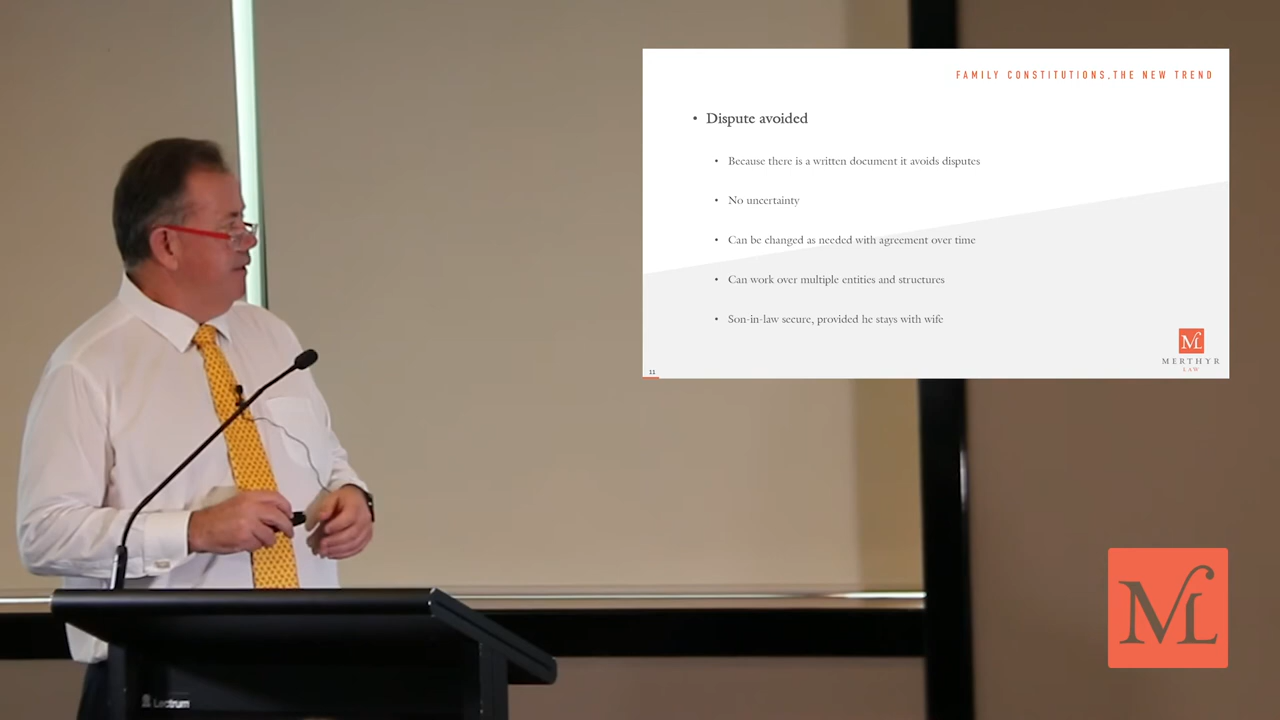 FAMILY CONSTITUTIONS.THE NEW TREND
• Dispute avoided
• Because there is a written document it avoids disputes
• No uncertainty
• Can be changed as needed with agreement over time
• Can work over multiple entities and structures
• Son-in-law secure, provided he stays with wife
ML
MERTHYR
LAW
11
ML
Lectrum